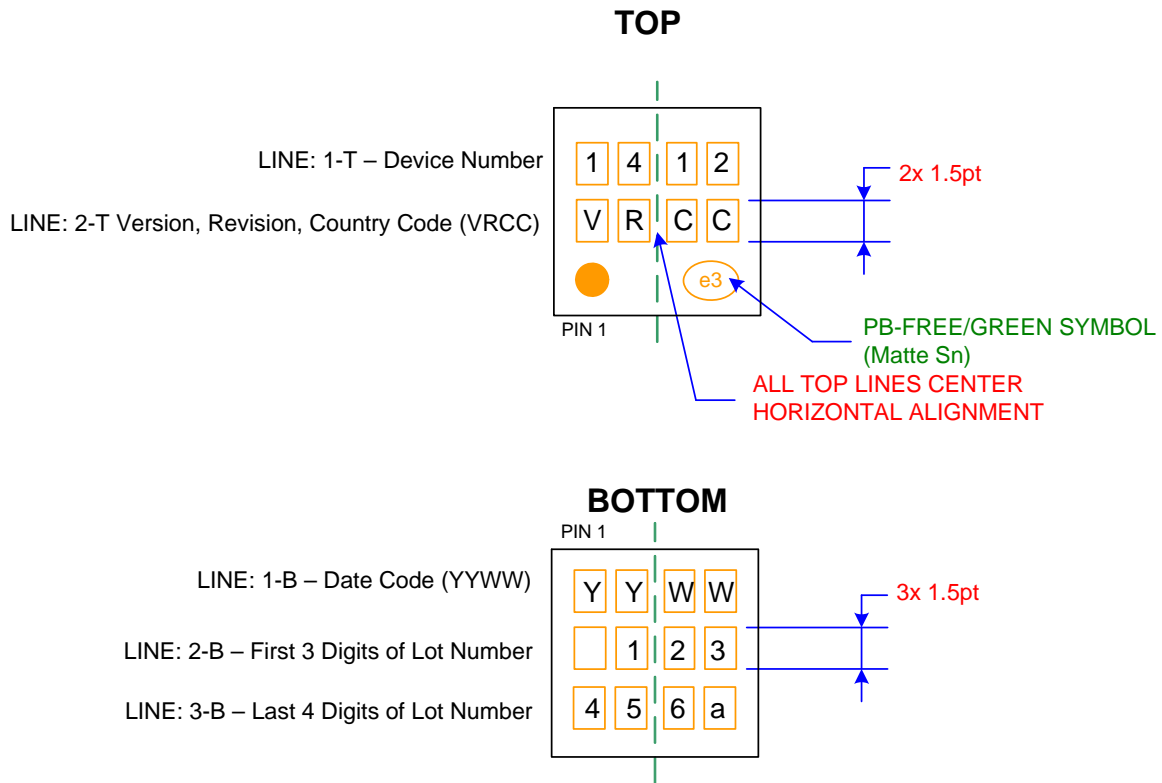 TOP
LINE: 1-T – Device Number
1 4 1 2
2x 1.5pt
LINE: 2-T Version, Revision, Country Code (VRCC)
V R C C
e3
PIN 1
PB-FREE/GREEN SYMBOL
(Matte Sn)
ALL TOP LINES CENTER
HORIZONTAL ALIGNMENT
BOTTOM
PIN 1
LINE: 1-B – Date Code (YYWW)
Y Y W W
3x 1.5pt
LINE: 2-B – First 3 Digits of Lot Number
1 2 3
LINE: 3-B – Last 4 Digits of Lot Number
4 5 6 a